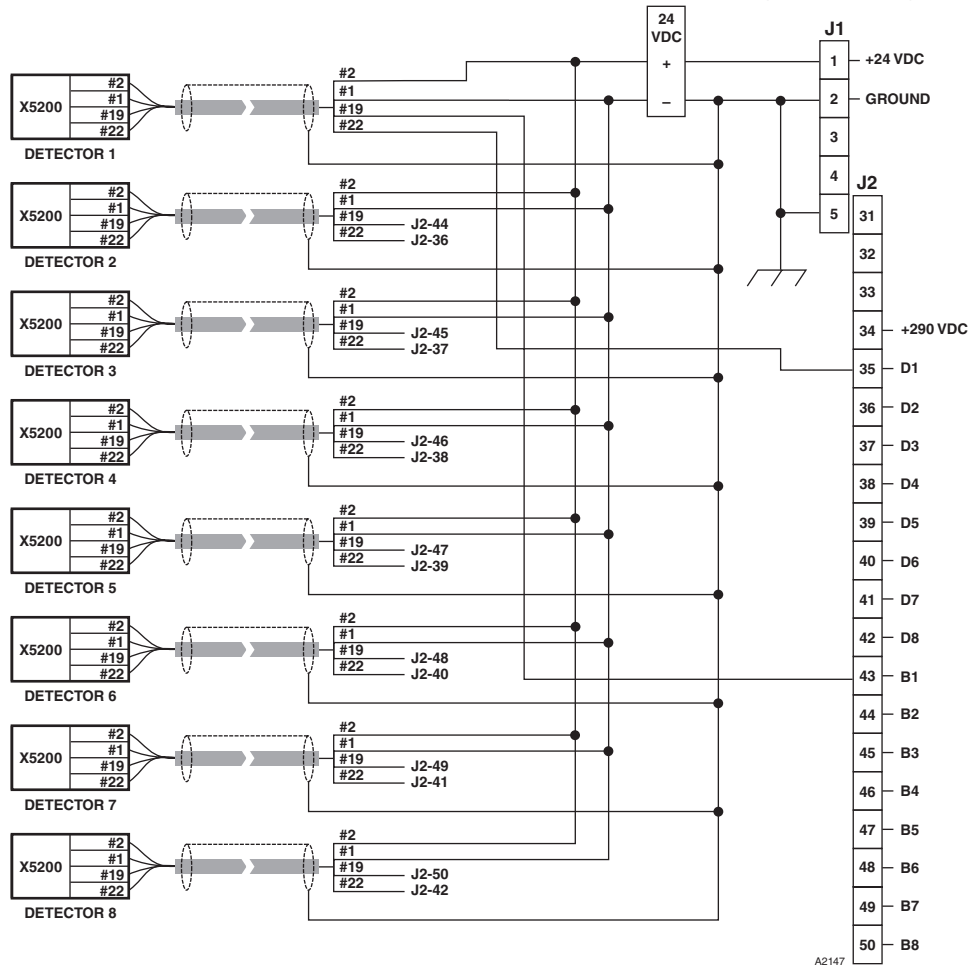 24
VDC
+
–
J1
1 +24 VDC
2 GROUND
3
4
5
J2
31
32
33
34 +290 VDC
35 D1
36 D2
37 D3
38 D4
39 D5
40 D6
41 D7
42 D8
43 B1
44 B2
45 B3
46 B4
47 B5
48 B6
49 B7
50 B8
X5200
#2
#1
#19
#22
DETECTOR 1
#2
#1
#19
#22
X5200
#2
#1
#19
#22
DETECTOR 2
#2
#1
#19 J2-44
#22 J2-36
X5200
#2
#1
#19
#22
DETECTOR 3
#2
#1
#19 J2-45
#22 J2-37
X5200
#2
#1
#19
#22
DETECTOR 4
#2
#1
#19 J2-46
#22 J2-38
X5200
#2
#1
#19
#22
DETECTOR 5
#2
#1
#19 J2-47
#22 J2-39
X5200
#2
#1
#19
#22
DETECTOR 6
#2
#1
#19 J2-48
#22 J2-40
X5200
#2
#1
#19
#22
DETECTOR 7
#2
#1
#19 J2-49
#22 J2-41
X5200
#2
#1
#19
#22
DETECTOR 8
#2
#1
#19 J2-50
#22 J2-42
A2147